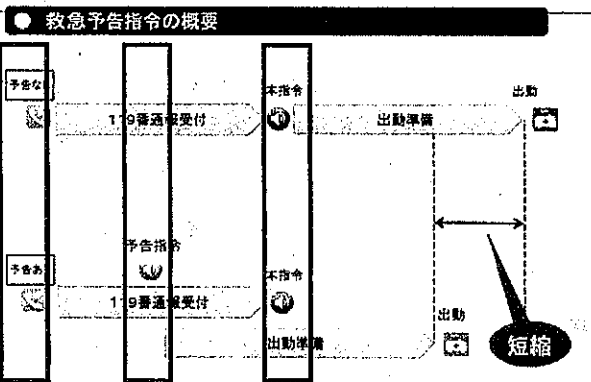 救急予告指令の概要
予告なし
119番通報受付
本指令
出動準備
出動
予告指令
予告あ
119番通報受付
本指令
出動準備
出動
短縮